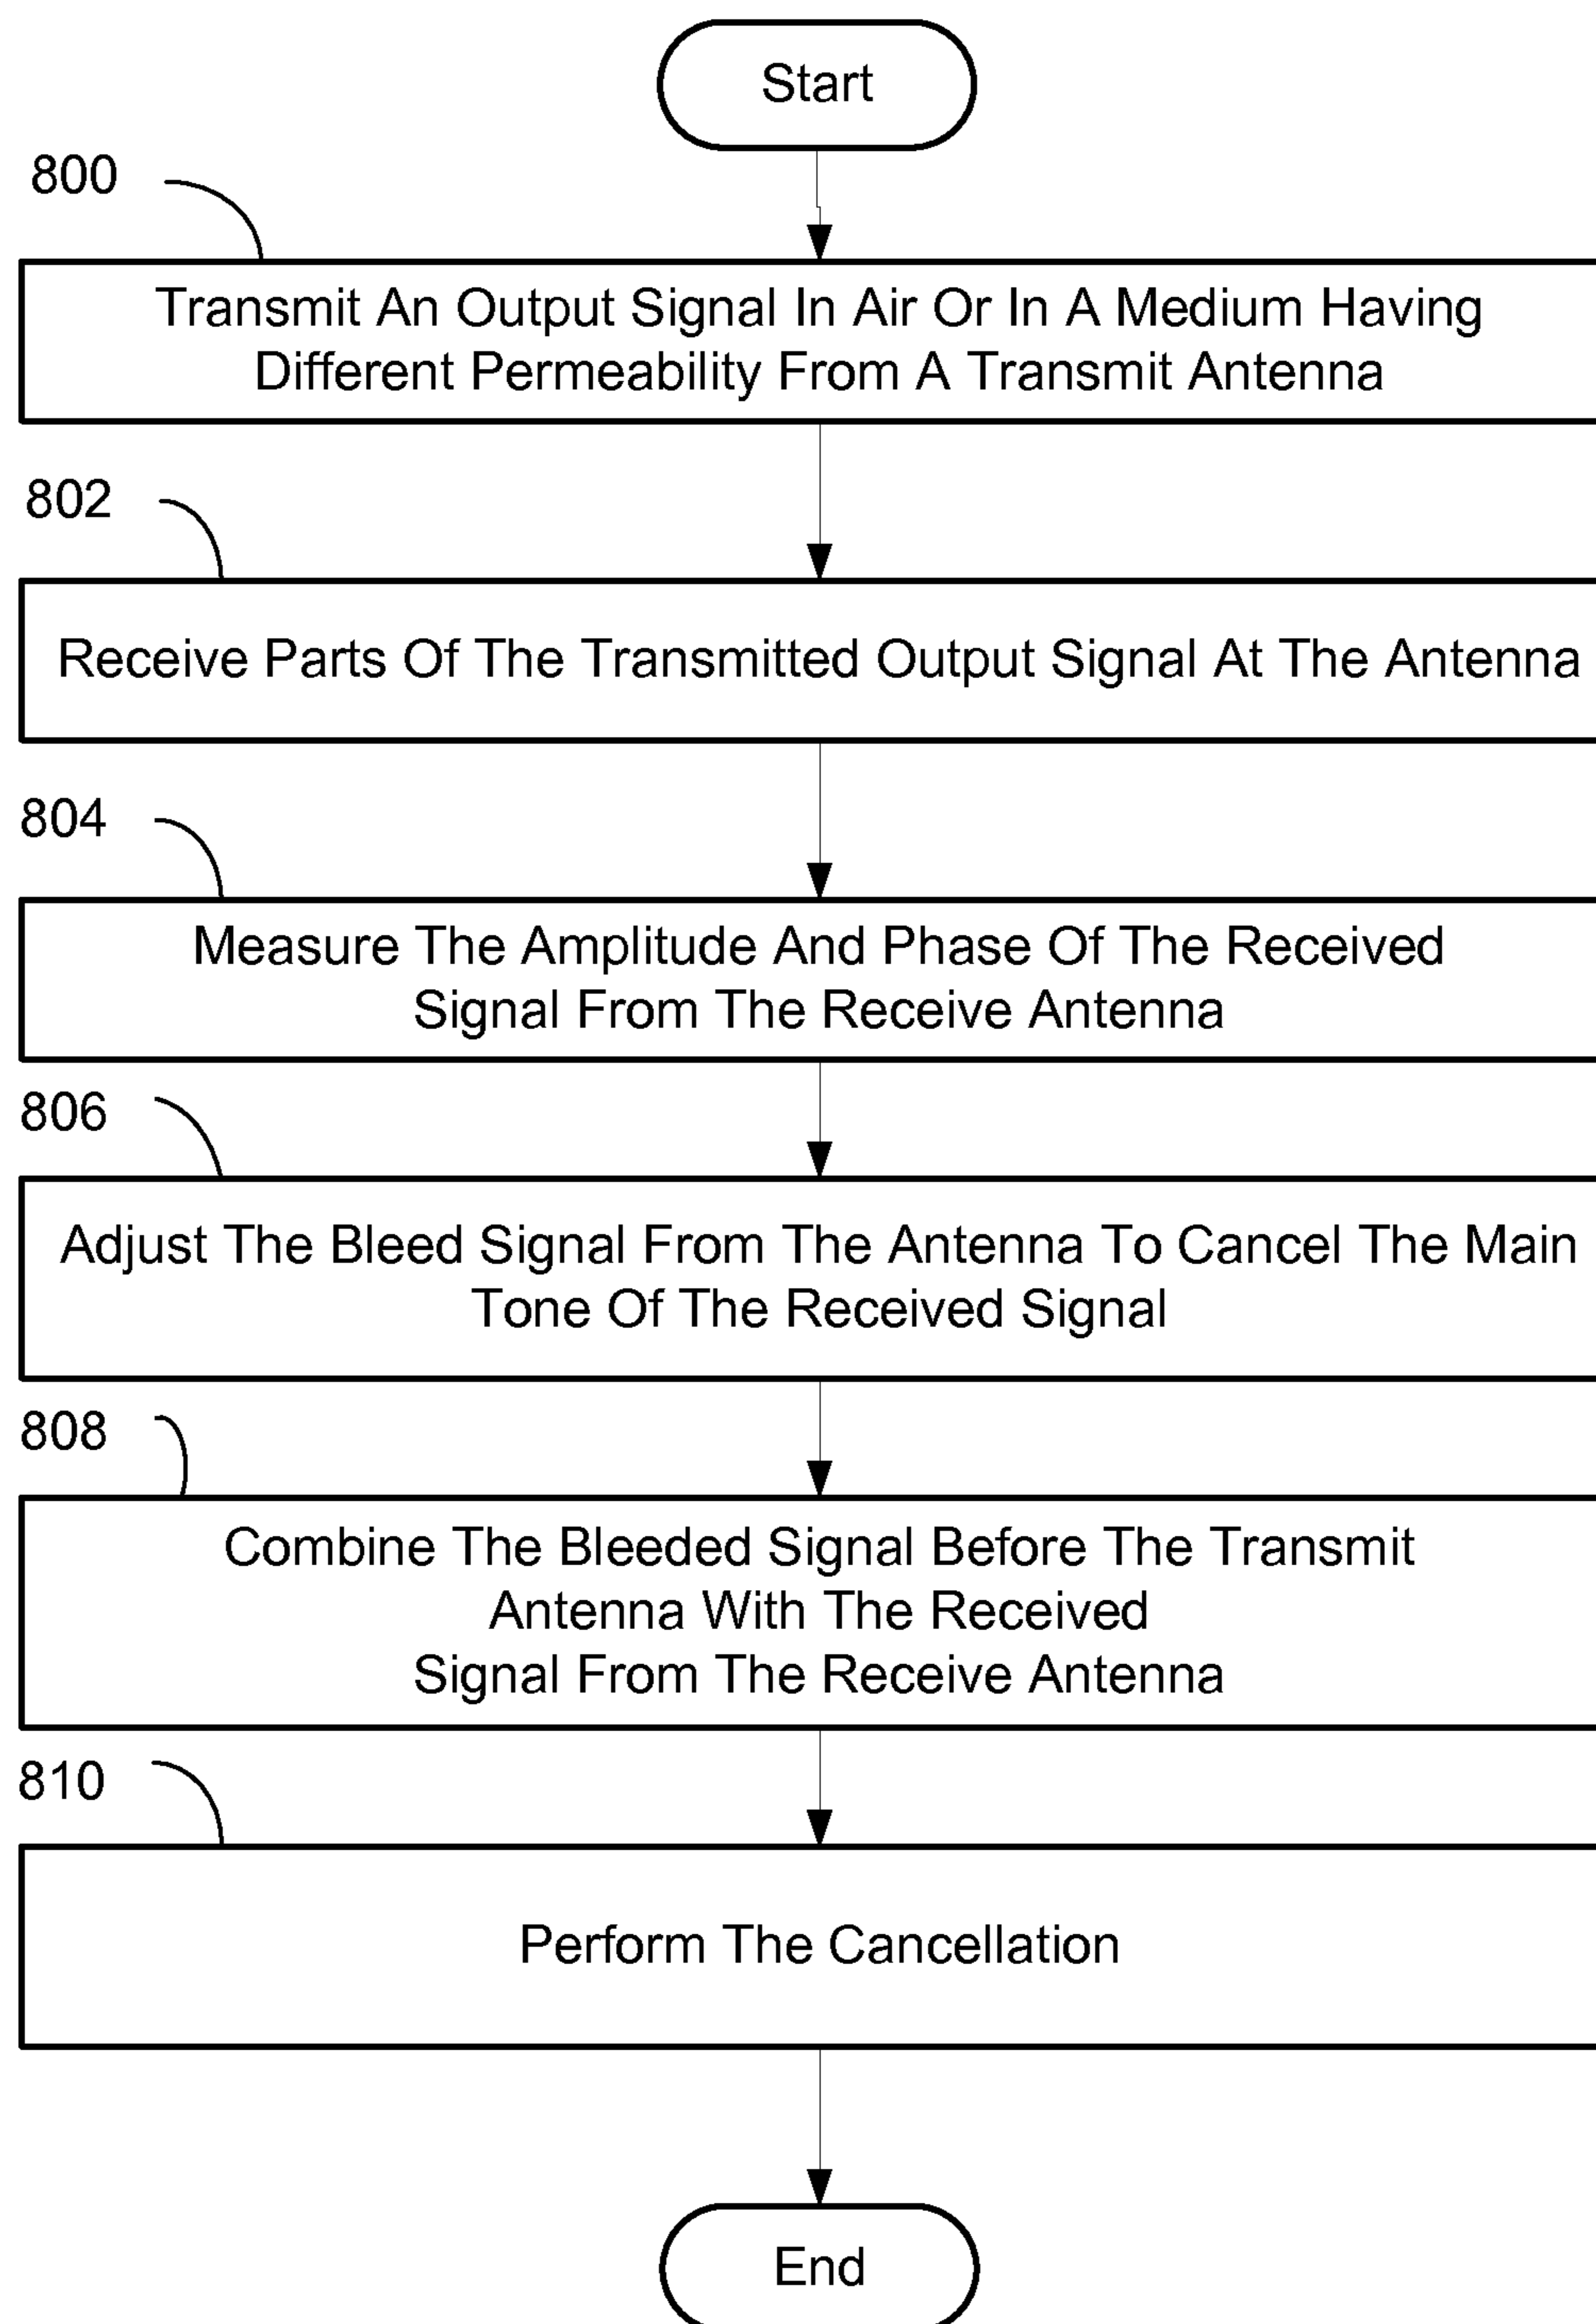 Start
800
Transmit An Output Signal In Air Or In A Medium Having
Different Permeability From A Transmit Antenna
802
Receive Parts Of The Transmitted Output Signal At The Antenna
804
Measure The Amplitude And Phase Of The Received
Signal From The Receive Antenna
806
Adjust The Bleed Signal From The Antenna To Cancel The Main
Tone Of The Received Signal
808
Combine The Bleeded Signal Before The Transmit
Antenna With The Received
Signal From The Receive Antenna
810
Perform The Cancellation
End